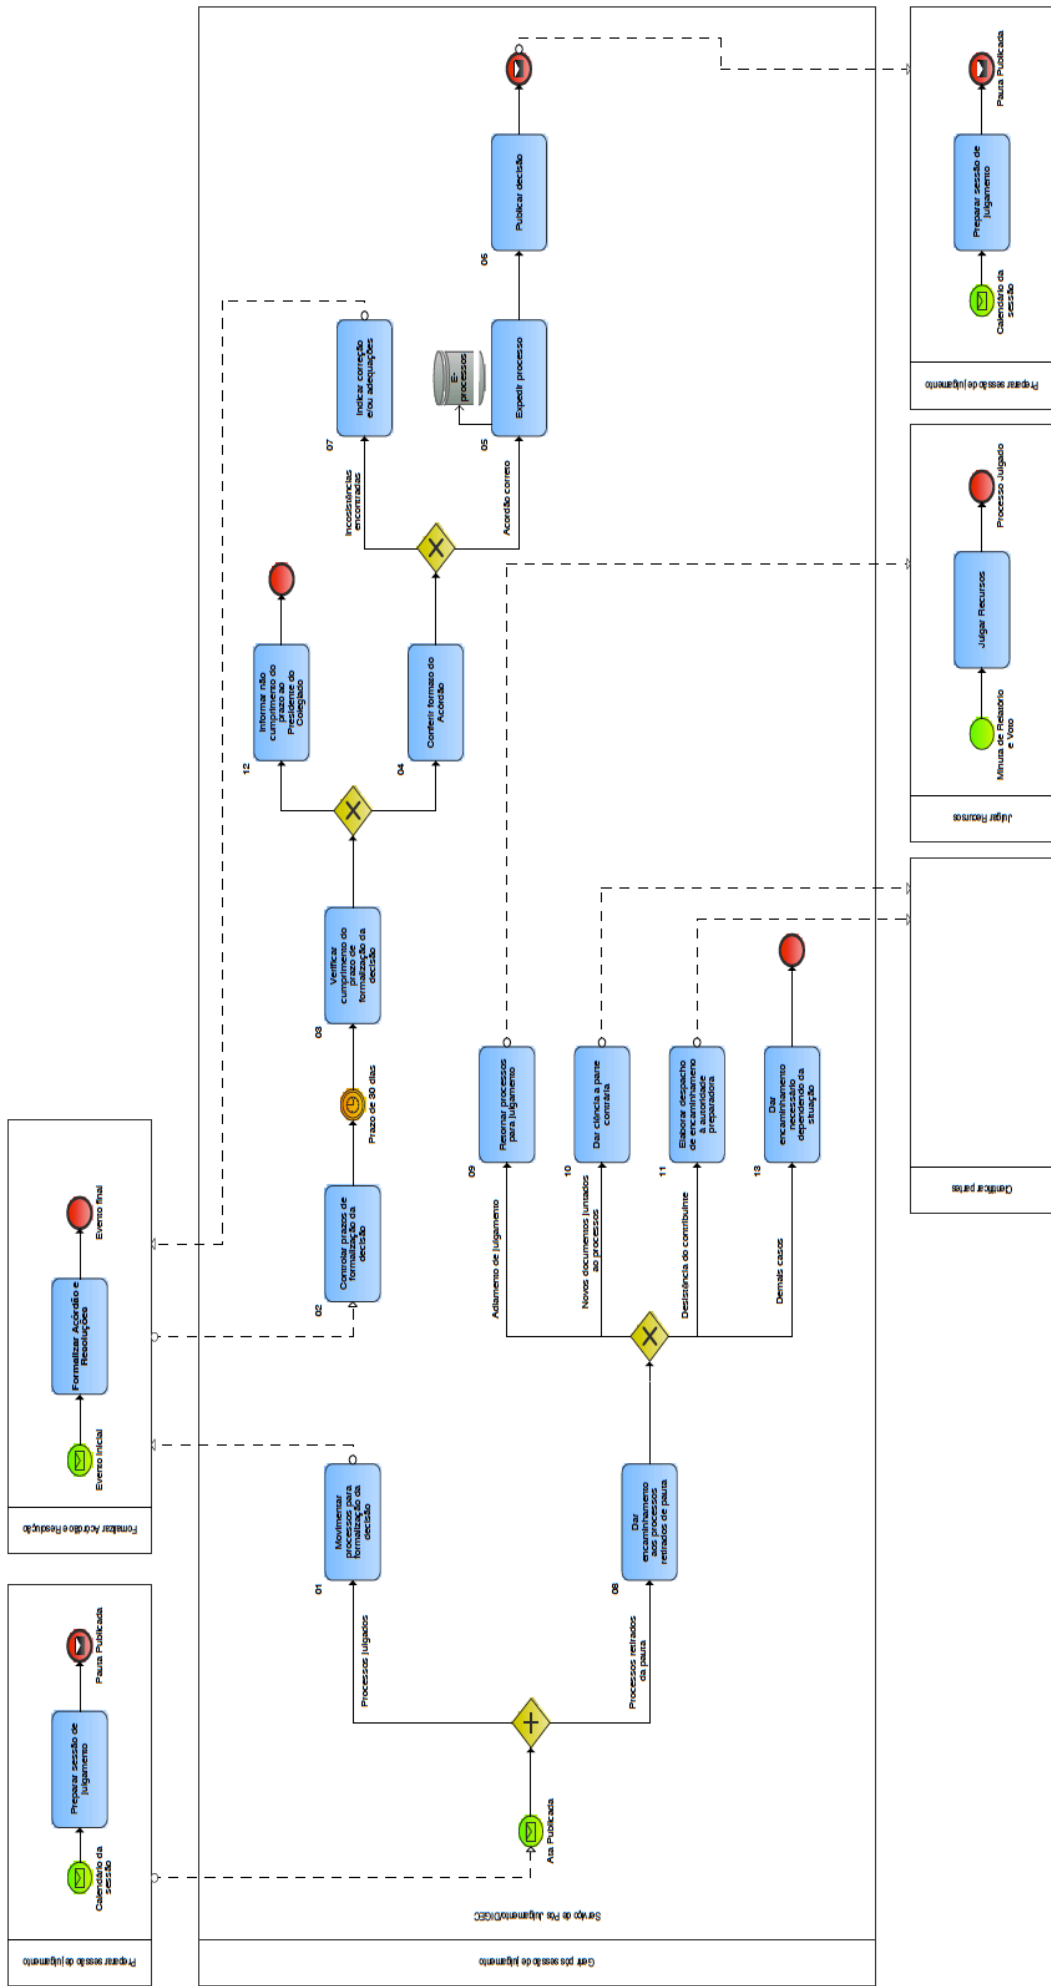 Preparar sessão de julgamento
Calendário da
sessão
Preparar sessão de
julgamento
Pauta Publicada
Formalizar Acórdão e Resolução
Evento Inicial
Formalizar Acórdão e
Resoluções
Evento final
Gerir pós sessão de julgamento
Serviço de Pós Julgamento/DIGEC
Ata Publicada
Processos julgados
01
Movimentar
processos para
formalização da
decisão
02
Controlar prazos de
formalização da
decisão
Prazo de 30 dias
03
Verificar
cumprimento do
prazo de
formalização da
decisão
12
Informar não
cumprimento do
prazo ao
Presidente do
Colegiado
04
Conferir formato do
Acórdão
Incosistências
encontradas
07
Indicar correção
e/ou adequações
Acordão correto
05
Expedir processo
E-
processos
06
Publicar decisão
Processos retirados
da pauta
08
Dar
encaminhamento
aos processos
retirados de pauta
Adiamento de julgamento
09
Retornar processos
para julgamento
Novos documentos juntados
ao processos
10
Dar ciência a parte
contrária
Desistência do contribuinte
11
Elaborar despacho
de encaminhameno
à autoridade
preparadora
Demais casos
13
Dar
encaminhamento
necessário
dependendo da
situação
Cientificar partes
Julgar Recursos
Minuta de Relatório
e Voto
Julgar Recursos
Processo Julgado
Preparar sessão de julgamento
Calendário da
sessão
Preparar sessão de
julgamento
Pauta Publicada